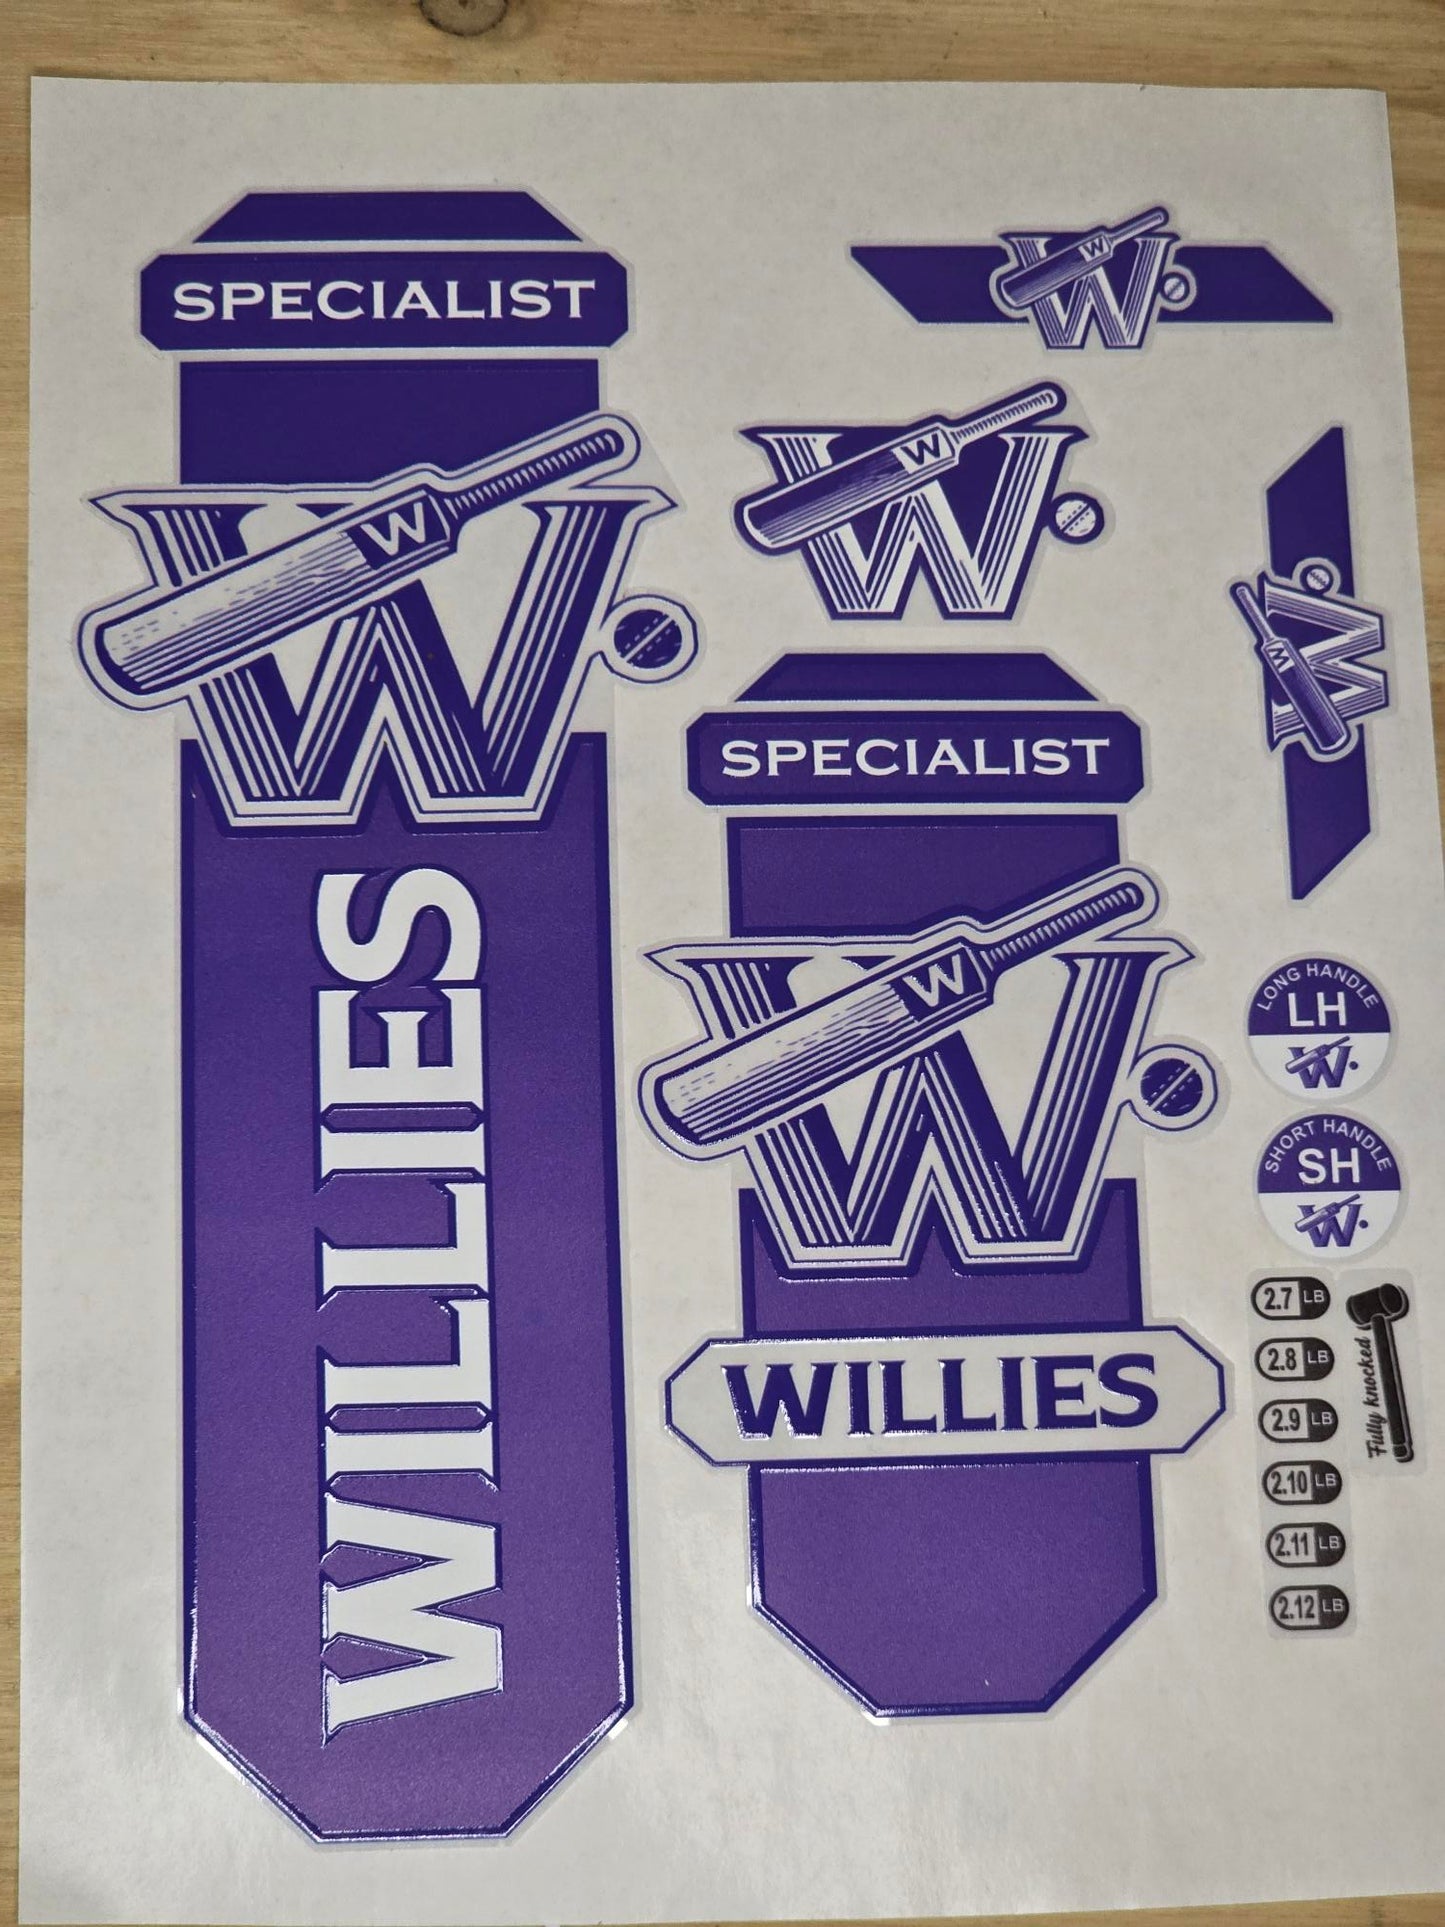 SPECIALIST
W
W
WILLIES
W
W
W
W
SPECIALIST
W
W
WILLIES
W
W
LONG HANDLE
LH
W
SHORT HANDLE
SH
W
2.7 LB
2.8 LB
2.9 LB
2.10 LB
2.11 LB
2.12 LB
Fully knocked